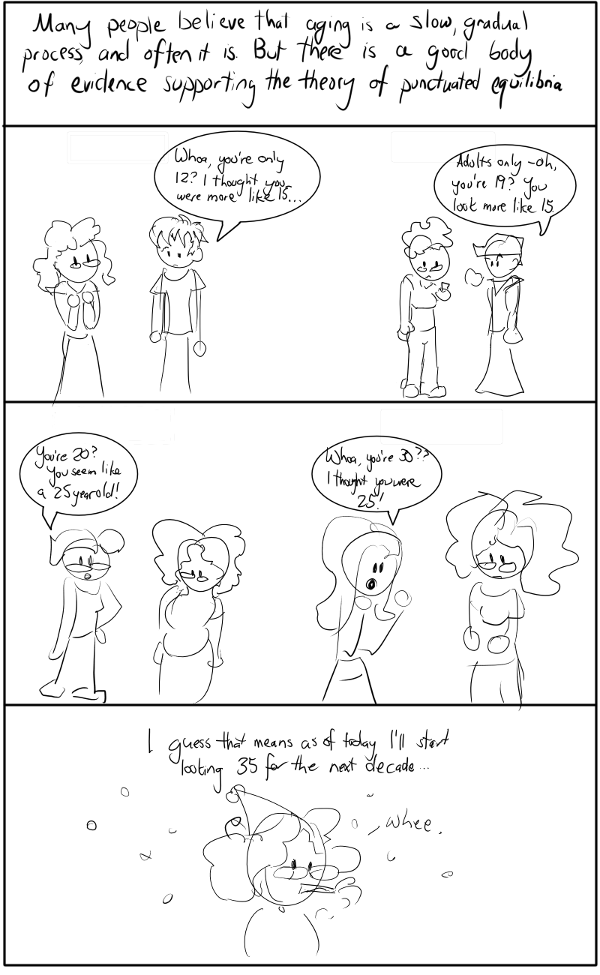 Many people believe that aging is a slow, gradual
process and often it is. But there is a good body
of evidence supporting the theory of punctuated equilibria
Whoa, you're only
12? I thought you
were more like 15...
Adults only -oh,
you're 19? You
look more like 15
You're 20?
You seem like
a 25 year old!
Whoa, you're 30??
I thought you were
25!
I guess that means as of today I'll start
looking 35 for the next decade...
whee.